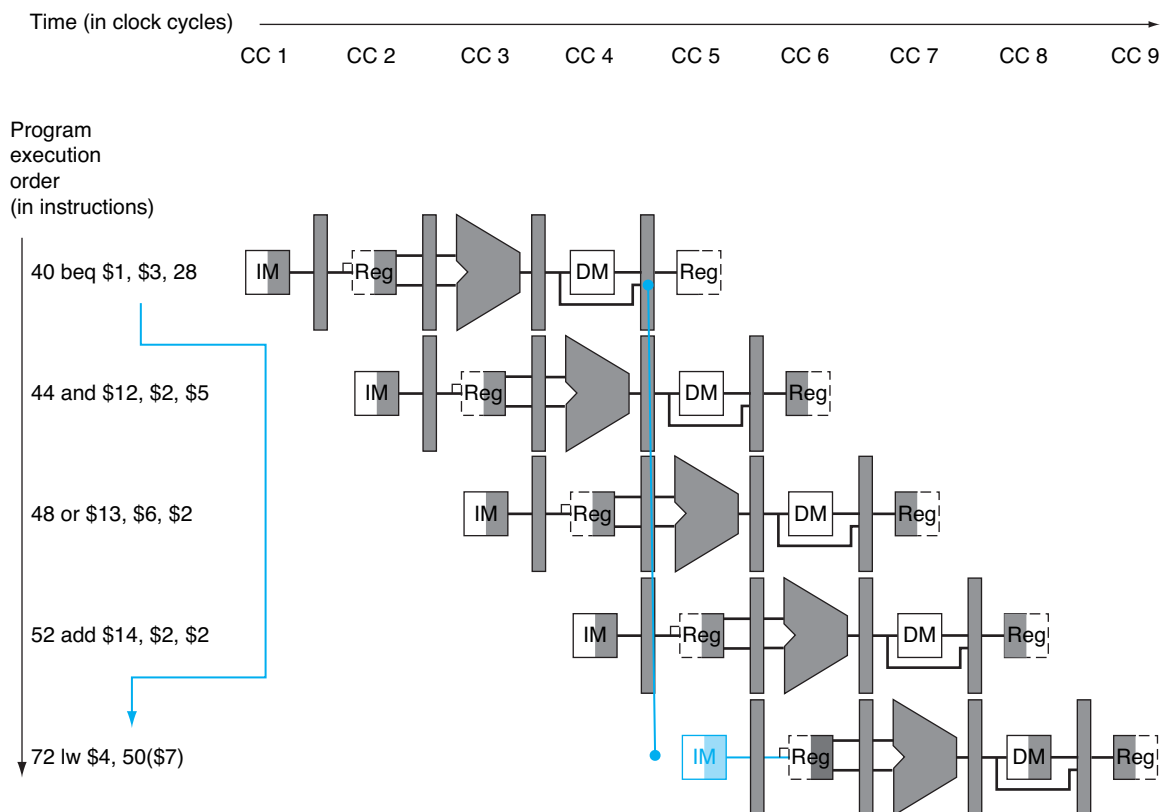 Time (in clock cycles)
CC 1 CC 2 CC 3 CC 4 CC 5 CC 6 CC 7 CC 8 CC 9
Program
execution
order
(in instructions)
40 beq $1, $3, 28
IM Reg DM Reg
44 and $12, $2, $5
IM Reg DM Reg
48 or $13, $6, $2
IM Reg DM Reg
52 add $14, $2, $2
IM Reg DM Reg
72 lw $4, 50($7)
IM Reg DM Reg